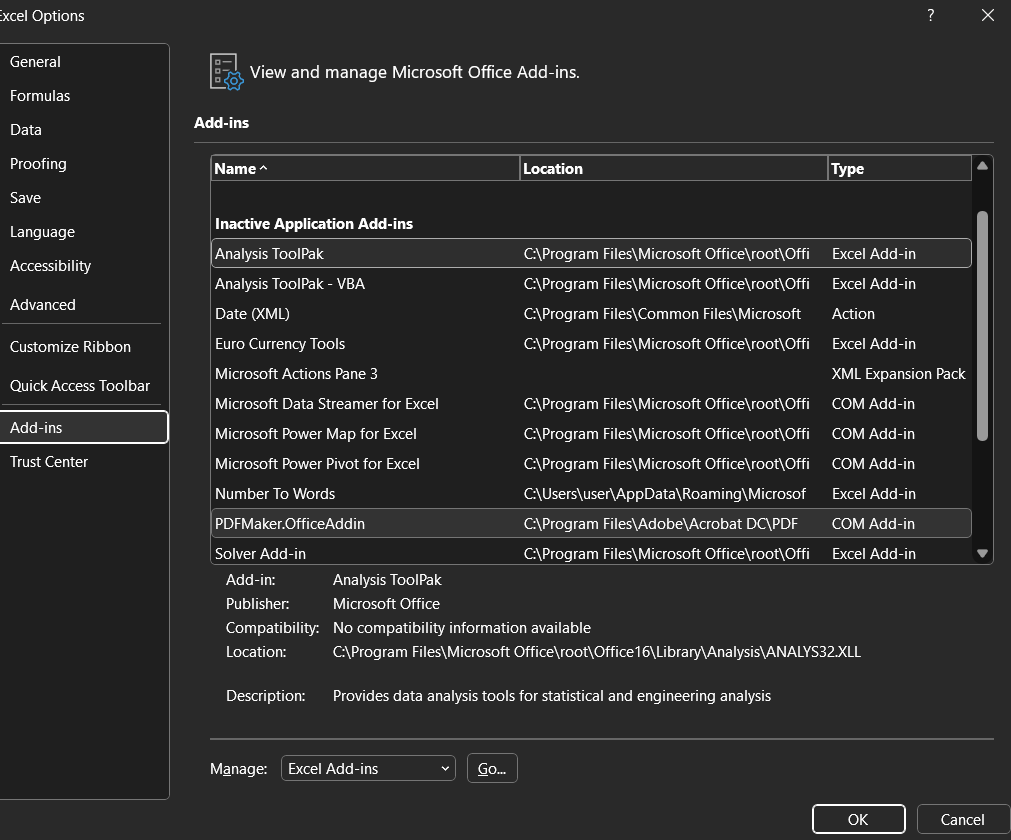 Excel Options ?
General
Formulas
Data
Proofing
Save
Language
Accessibility
Advanced
Customize Ribbon
Quick Access Toolbar
Add-ins
Trust Center
View and manage Microsoft Office Add-ins.
Add-ins
Name Location Type
Inactive Application Add-ins
Analysis ToolPak C:\Program Files\Microsoft Office\root\Offi Excel Add-in
Analysis ToolPak - VBA C:\Program Files\Microsoft Office\root\Offi Excel Add-in
Date (XML) C:\Program Files\Common Files\Microsoft Action
Euro Currency Tools C:\Program Files\Microsoft Office\root\Offi Excel Add-in
Microsoft Actions Pane 3 XML Expansion Pack
Microsoft Data Streamer for Excel C:\Program Files\Microsoft Office\root\Offi COM Add-in
Microsoft Power Map for Excel C:\Program Files\Microsoft Office\root\Offi COM Add-in
Microsoft Power Pivot for Excel C:\Program Files\Microsoft Office\root\Offi COM Add-in
Number To Words C:\Users\user\AppData\Roaming\Microsof Excel Add-in
PDFMaker.OfficeAddin C:\Program Files\Adobe\Acrobat DC\PDF COM Add-in
Solver Add-in C:\Program Files\Microsoft Office\root\Offi Excel Add-in
Add-in: Analysis ToolPak
Publisher: Microsoft Office
Compatibility: No compatibility information available
Location: C:\Program Files\Microsoft Office\root\Office16\Library\Analysis\ANALYS32.XLL
Description: Provides data analysis tools for statistical and engineering analysis
Manage: Excel Add-ins Go...
OK Cancel